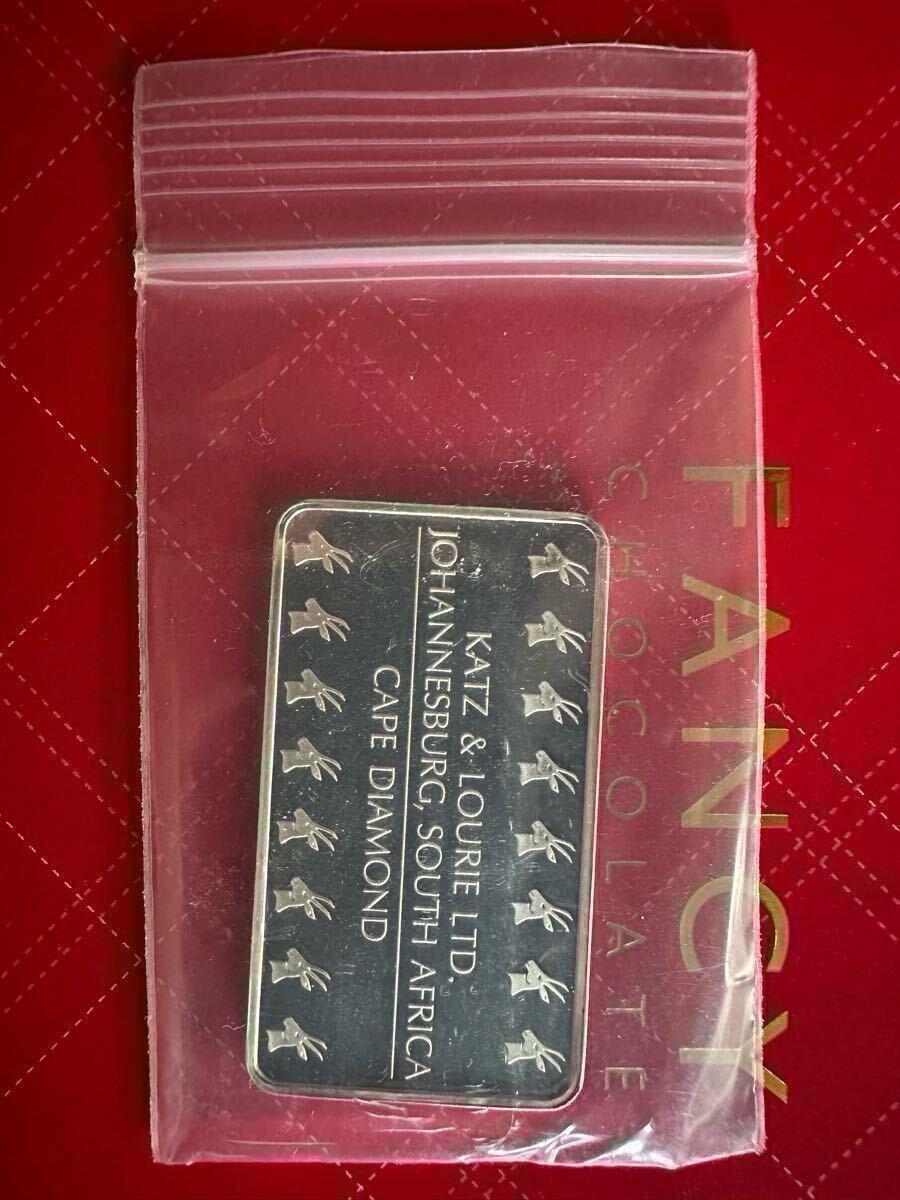 FANCY
CHOCOLATE
KATZ & LOURIE LTD.
JOHANNESBURG, SOUTH AFRICA
CAPE DIAMOND